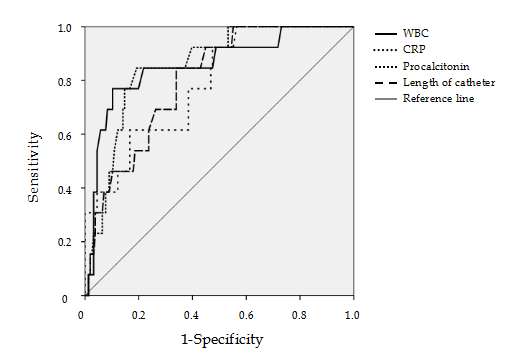 1.0
0.8
0.6
0.4
0.2
0
0 0.2 0.4 0.6 0.8 1.0
Sensitivity
1-Specificity
WBC
CRP
Procalcitonin
Length of catheter
Reference line